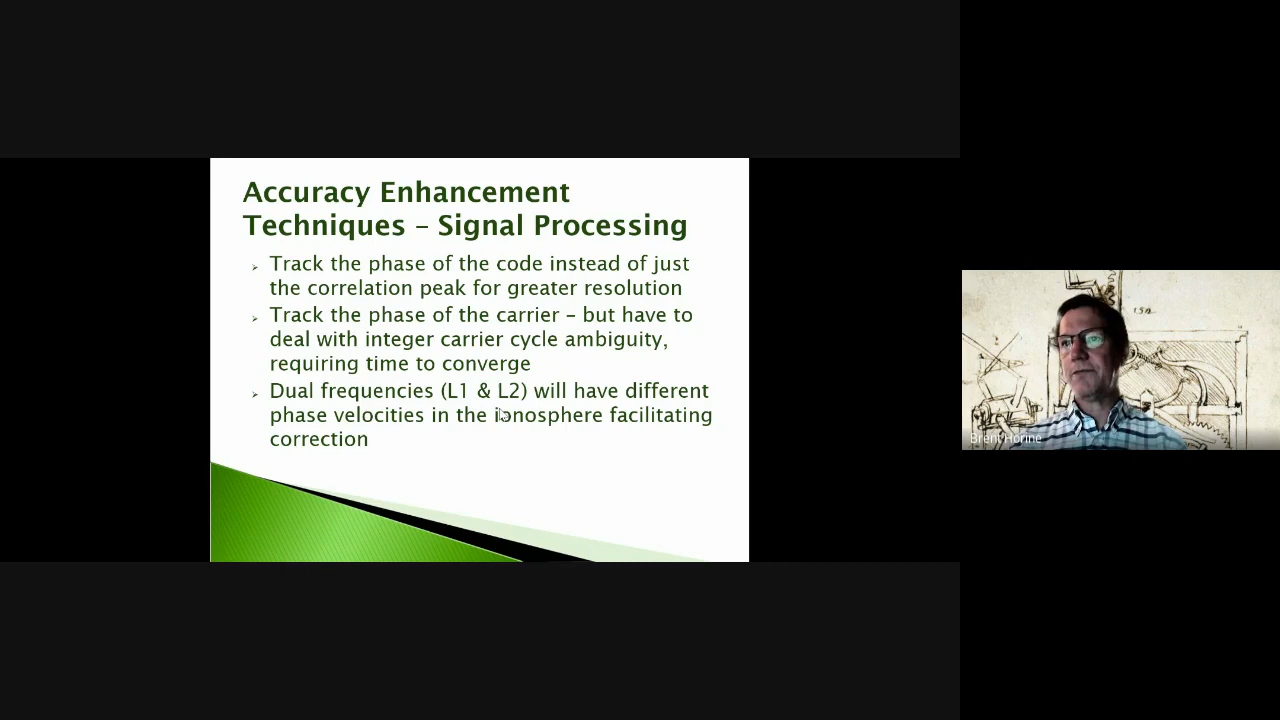 Accuracy Enhancement
Techniques – Signal Processing
Track the phase of the code instead of just
the correlation peak for greater resolution
Track the phase of the carrier – but have to
deal with integer carrier cycle ambiguity,
requiring time to converge
Dual frequencies (L1 & L2) will have different
phase velocities in the ionosphere facilitating
correction
Brent Horine